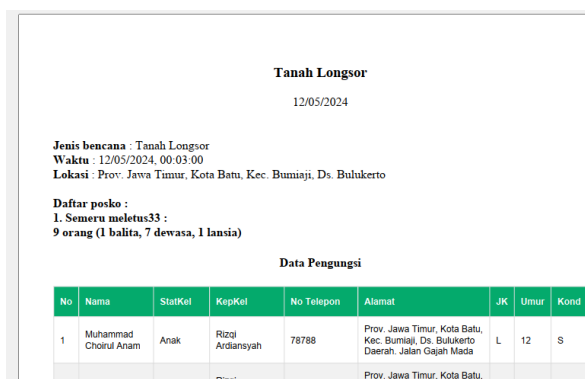 Tanah Longsor
12/05/2024
Jenis bencana : Tanah Longsor
Waktu : 12/05/2024, 00:03:00
Lokasi : Prov. Jawa Timur, Kota Batu, Kec. Bumiaji, Ds. Bulukerto
Daftar posko :
1. Semeru meletus33 :
9 orang (1 balita, 7 dewasa, 1 lansia)
Data Pengungsi
No Nama StatKel KepKel No Telepon Alamat JK Umur Kond
1 Muhammad Choirul Anam Anak Rizqi Ardiansyah 78788 Prov. Jawa Timur, Kota Batu, Kec. Bumiaji, Ds. Bulukerto Daerah. Jalan Gajah Mada L 12 S
Prov. Jawa Timur, Kota Batu,